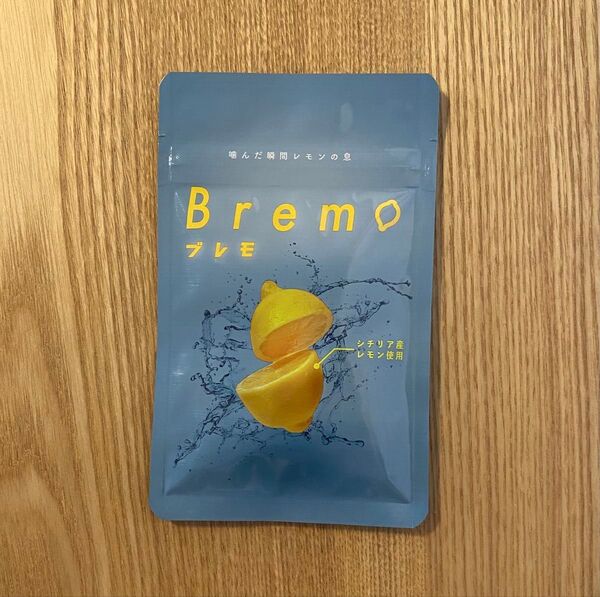 噛んだ瞬間レモンの息
Bremo
ブレモ
シチリア産
レモン使用